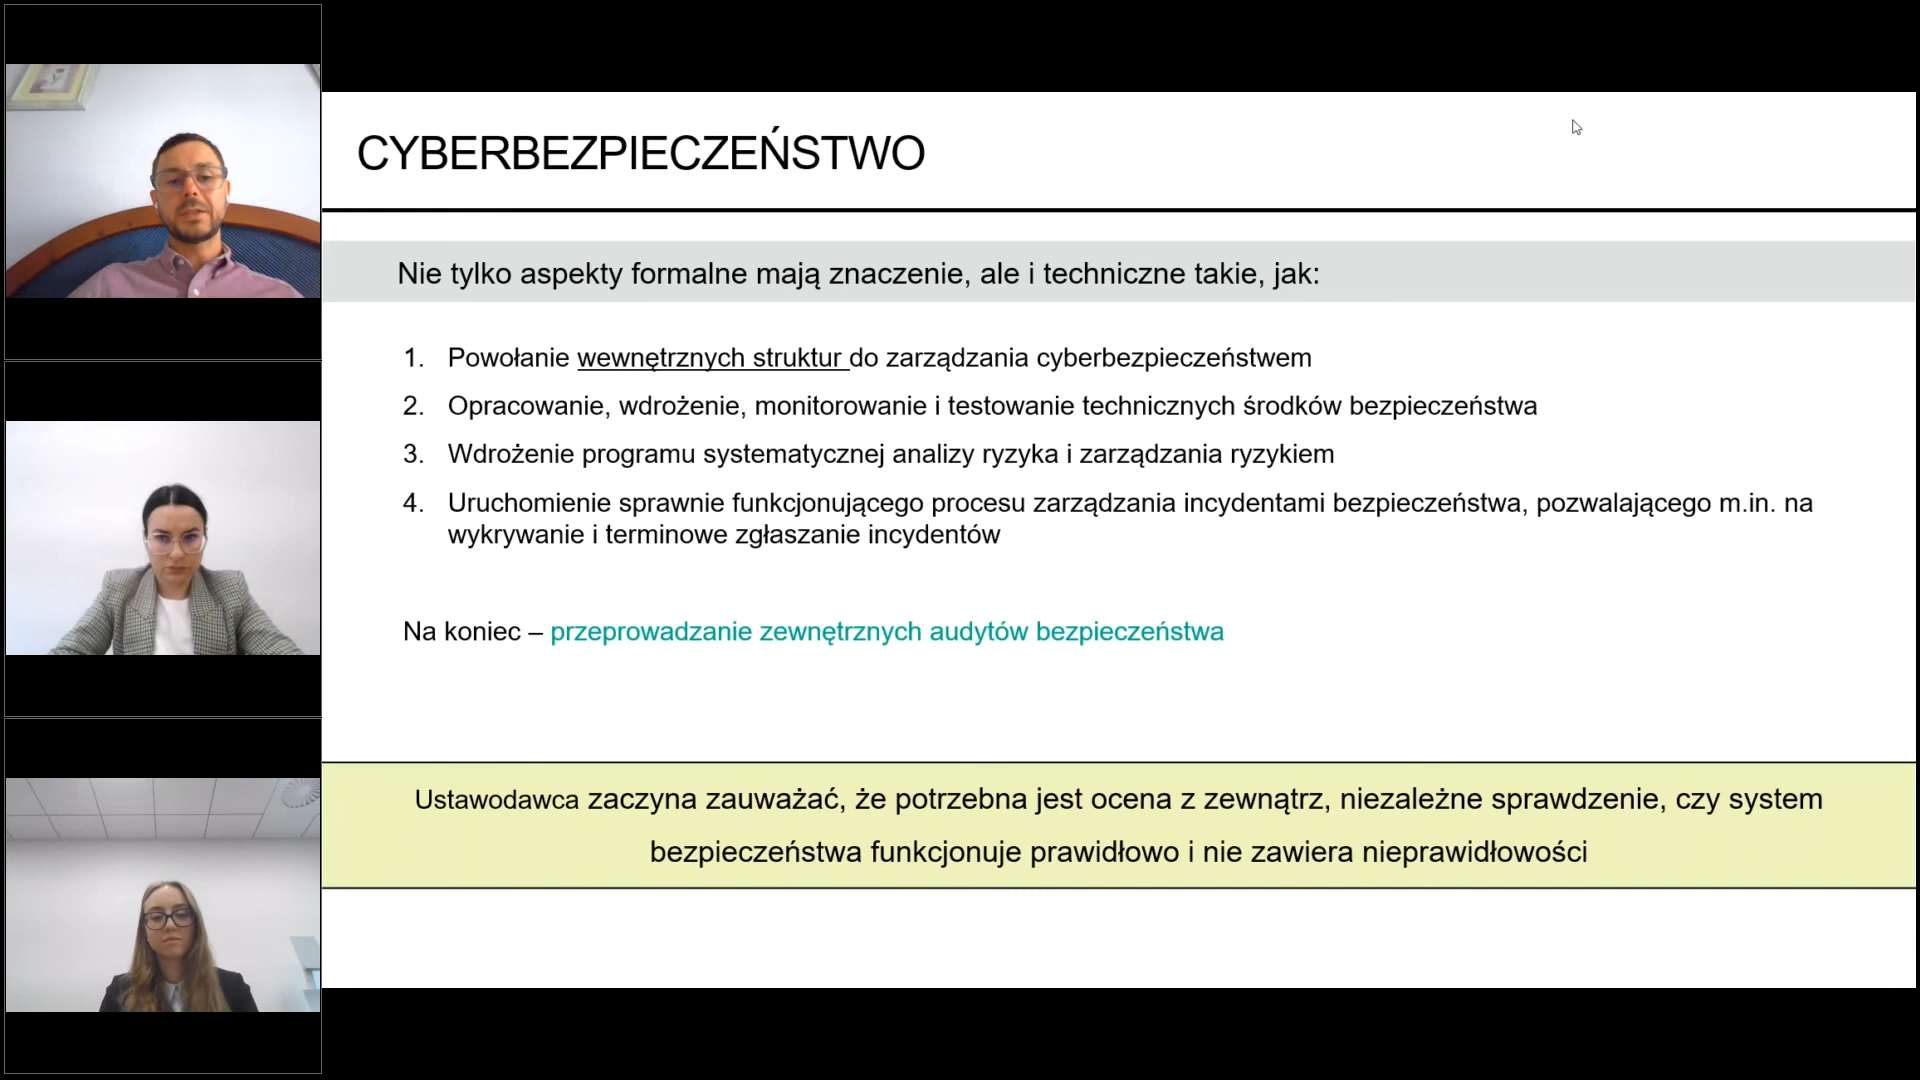 CYBERBEZPIECZEŃSTWO
Nie tylko aspekty formalne mają znaczenie, ale i techniczne takie, jak:
1. Powołanie wewnętrznych struktur do zarządzania cyberbezpieczeństwem
2. Opracowanie, wdrożenie, monitorowanie i testowanie technicznych środków bezpieczeństwa
3. Wdrożenie programu systematycznej analizy ryzyka i zarządzania ryzykiem
4. Uruchomienie sprawnie funkcjonującego procesu zarządzania incydentami bezpieczeństwa, pozwalającego m.in. na
wykrywanie i terminowe zgłaszanie incydentów
Na koniec – przeprowadzanie zewnętrznych audytów bezpieczeństwa
Ustawodawca zaczyna zauważać, że potrzebna jest ocena z zewnątrz, niezależne sprawdzenie, czy system
bezpieczeństwa funkcjonuje prawidłowo i nie zawiera nieprawidłowości